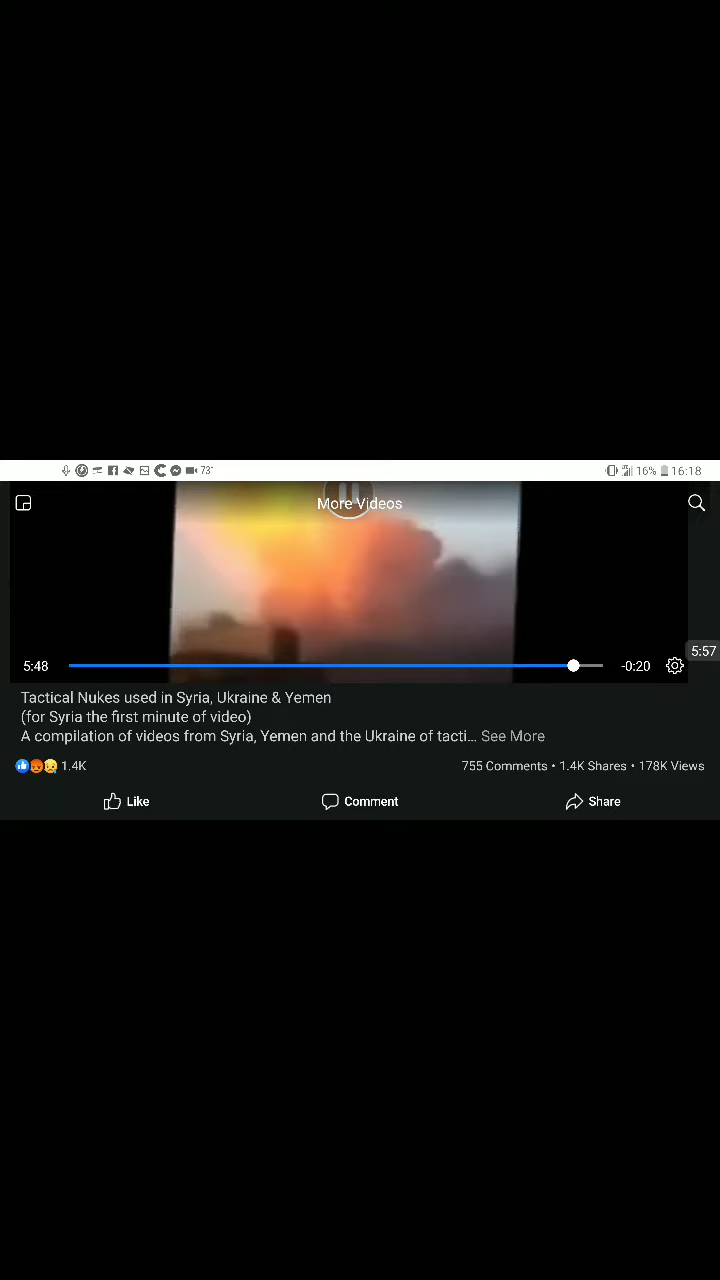 73°
16%
16:18
More Videos
5:48
-0:20
5:57
Tactical Nukes used in Syria, Ukraine & Yemen
(for Syria the first minute of video)
A compilation of videos from Syria, Yemen and the Ukraine of tacti... See More
1.4K
755 Comments • 1.4K Shares • 178K Views
Like
Comment
Share